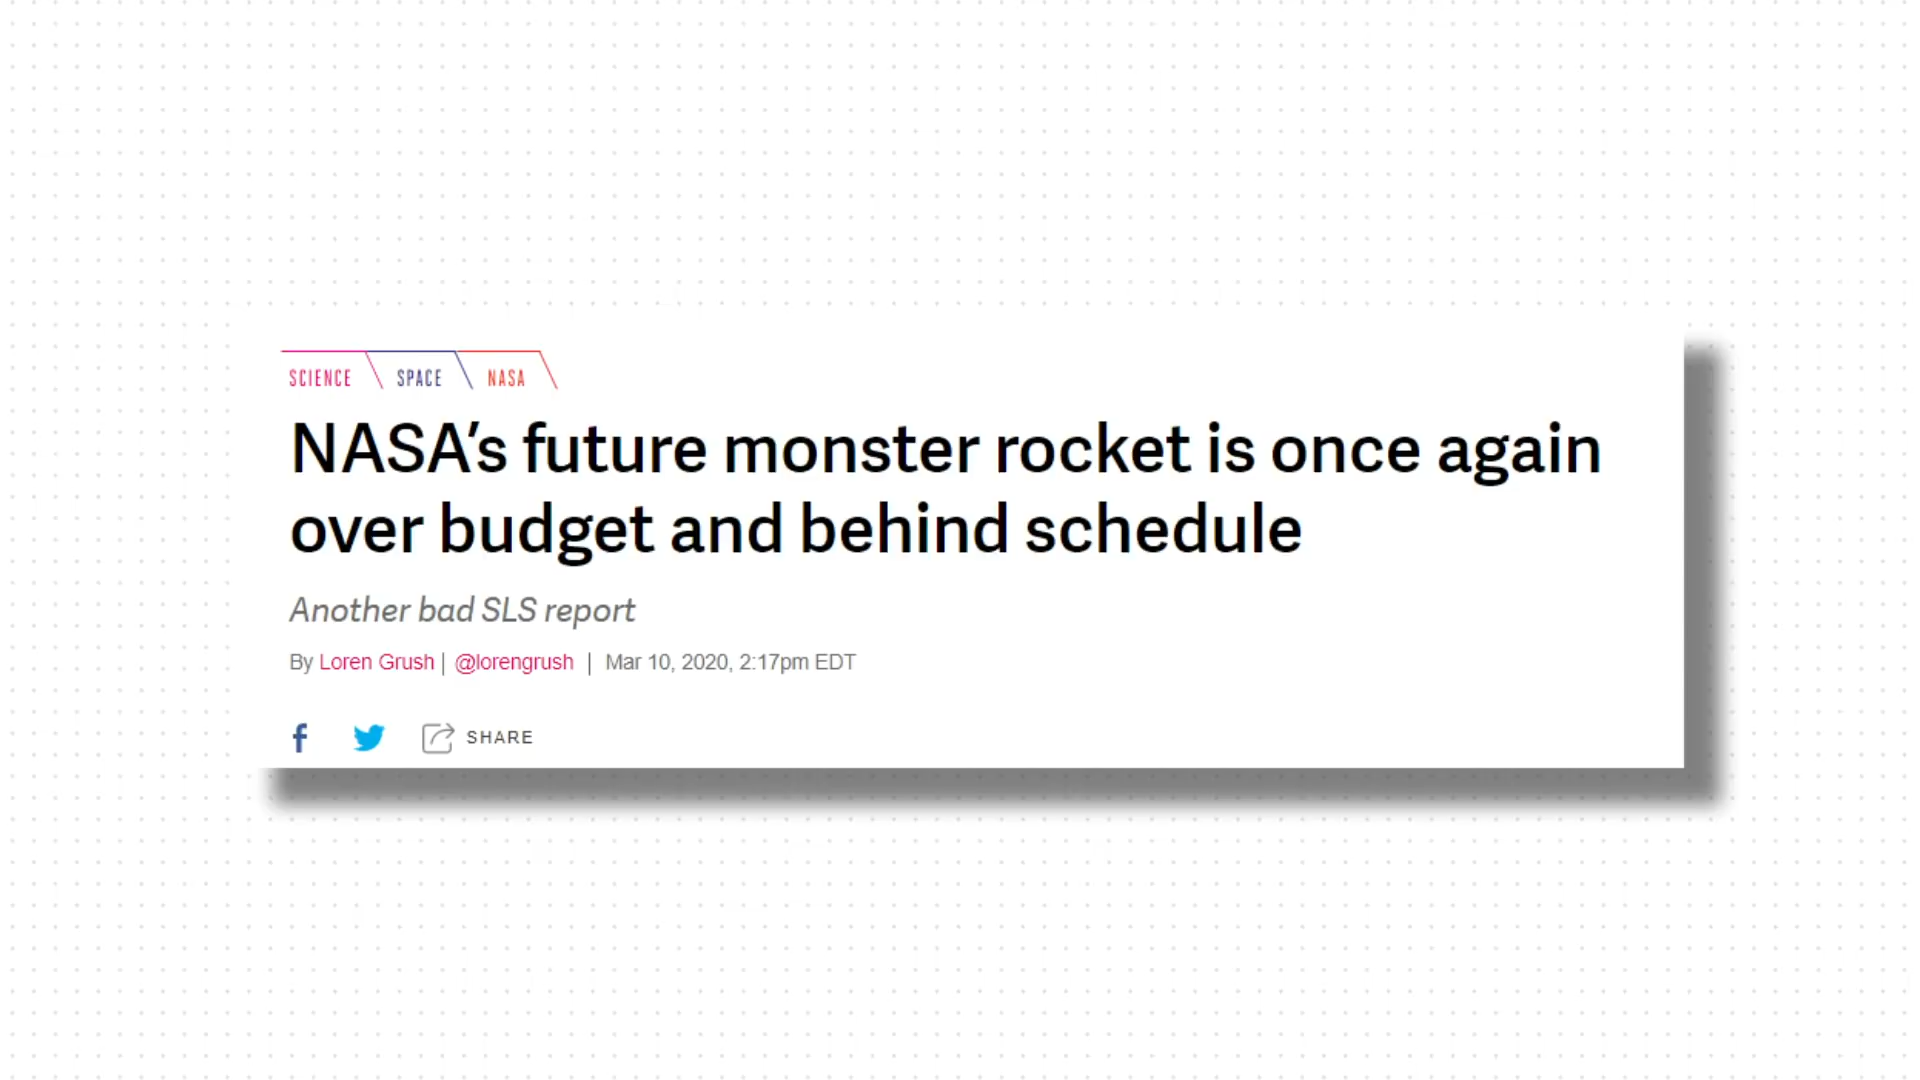 SCIENCE SPACE NASA
NASA’s future monster rocket is once again
over budget and behind schedule
Another bad SLS report
By Loren Grush | @lorengrush | Mar 10, 2020, 2:17pm EDT
SHARE